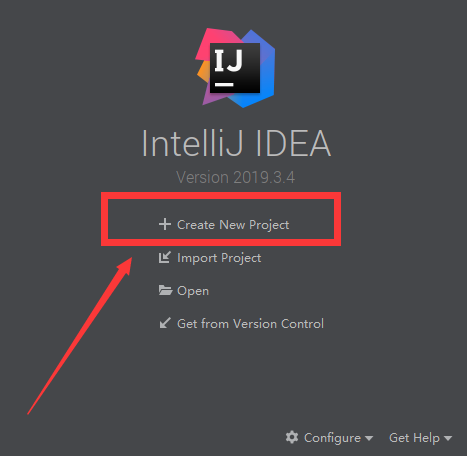 IJ
IntelliJ IDEA
Version 2019.3.4
Create New Project
Import Project
Open
Get from Version Control
Configure Get Help